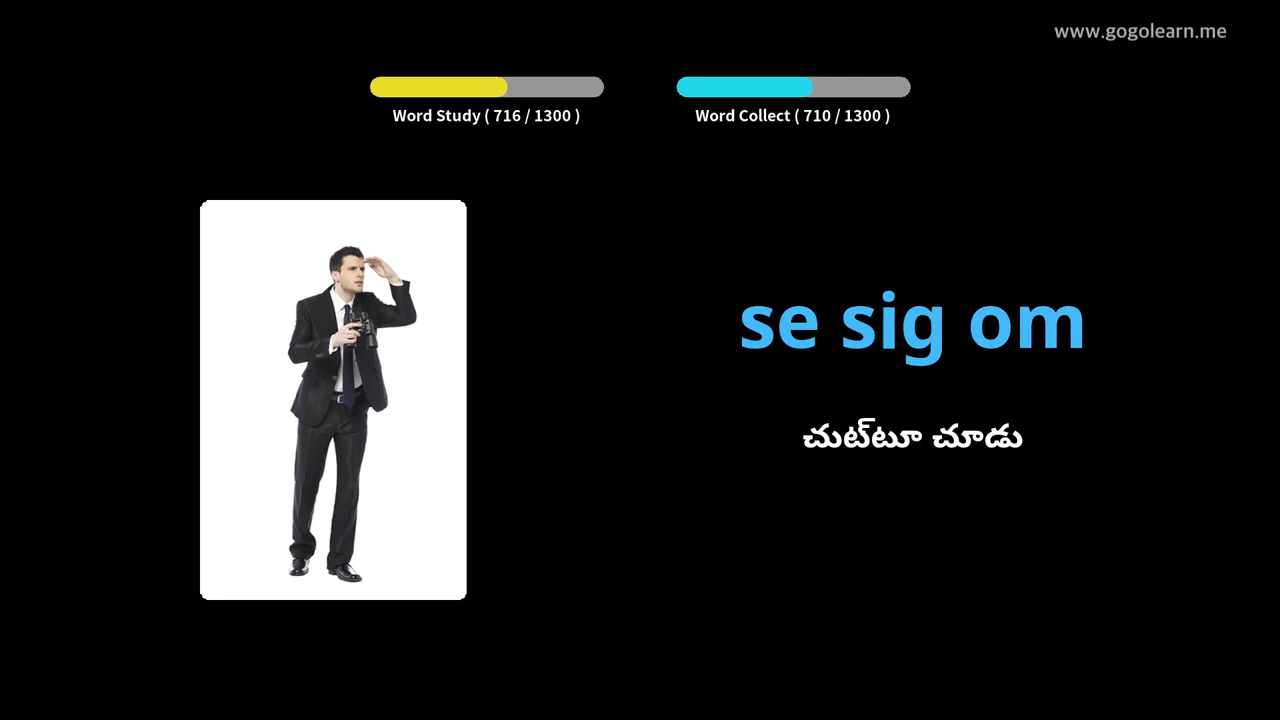 www.gogolearn.me
Word Study ( 716 / 1300 )
Word Collect ( 710 / 1300 )
se sig om
చుట్‌టూ చూడు